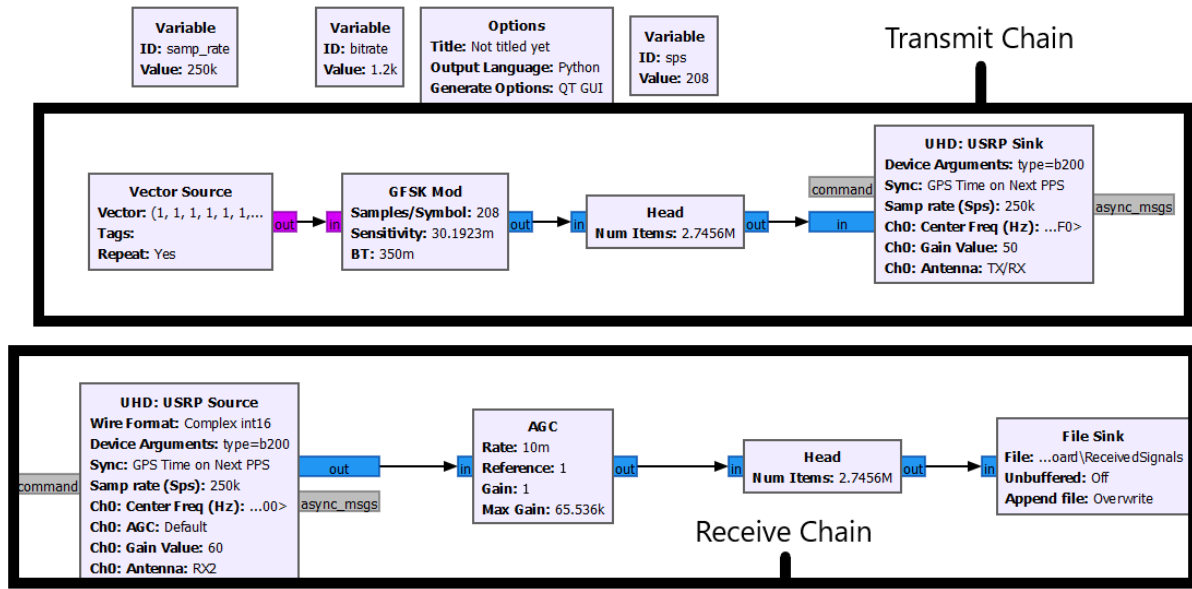 Variable
ID: samp_rate
Value: 250k
Variable
ID: bitrate
Value: 1.2k
Options
Title: Not titled yet
Output Language: Python
Generate Options: QT GUI
Variable
ID: sps
Value: 208
Transmit Chain
Vector Source
Vector: (1, 1, 1, 1, 1, 1,...
Tags:
Repeat: Yes
out
in
GFSK Mod
Samples/Symbol: 208
Sensitivity: 30.1923m
BT: 350m
out
in
Head
Num Items: 2.7456M
out
command
in
UHD: USRP Sink
Device Arguments: type=b200
Sync: GPS Time on Next PPS
Samp rate (Sps): 250k
Ch0: Center Freq (Hz): ...F0>
Ch0: Gain Value: 50
Ch0: Antenna: TX/RX
async_msgs
command
UHD: USRP Source
Wire Format: Complex int16
Device Arguments: type=b200
Sync: GPS Time on Next PPS
Samp rate (Sps): 250k
Ch0: Center Freq (Hz): ...00>
Ch0: AGC: Default
Ch0: Gain Value: 60
Ch0: Antenna: RX2
out
async_msgs
in
AGC
Rate: 10m
Reference: 1
Gain: 1
Max Gain: 65.536k
out
in
Head
Num Items: 2.7456M
out
in
File Sink
File: ...oard\ReceivedSignals
Unbuffered: Off
Append file: Overwrite
Receive Chain